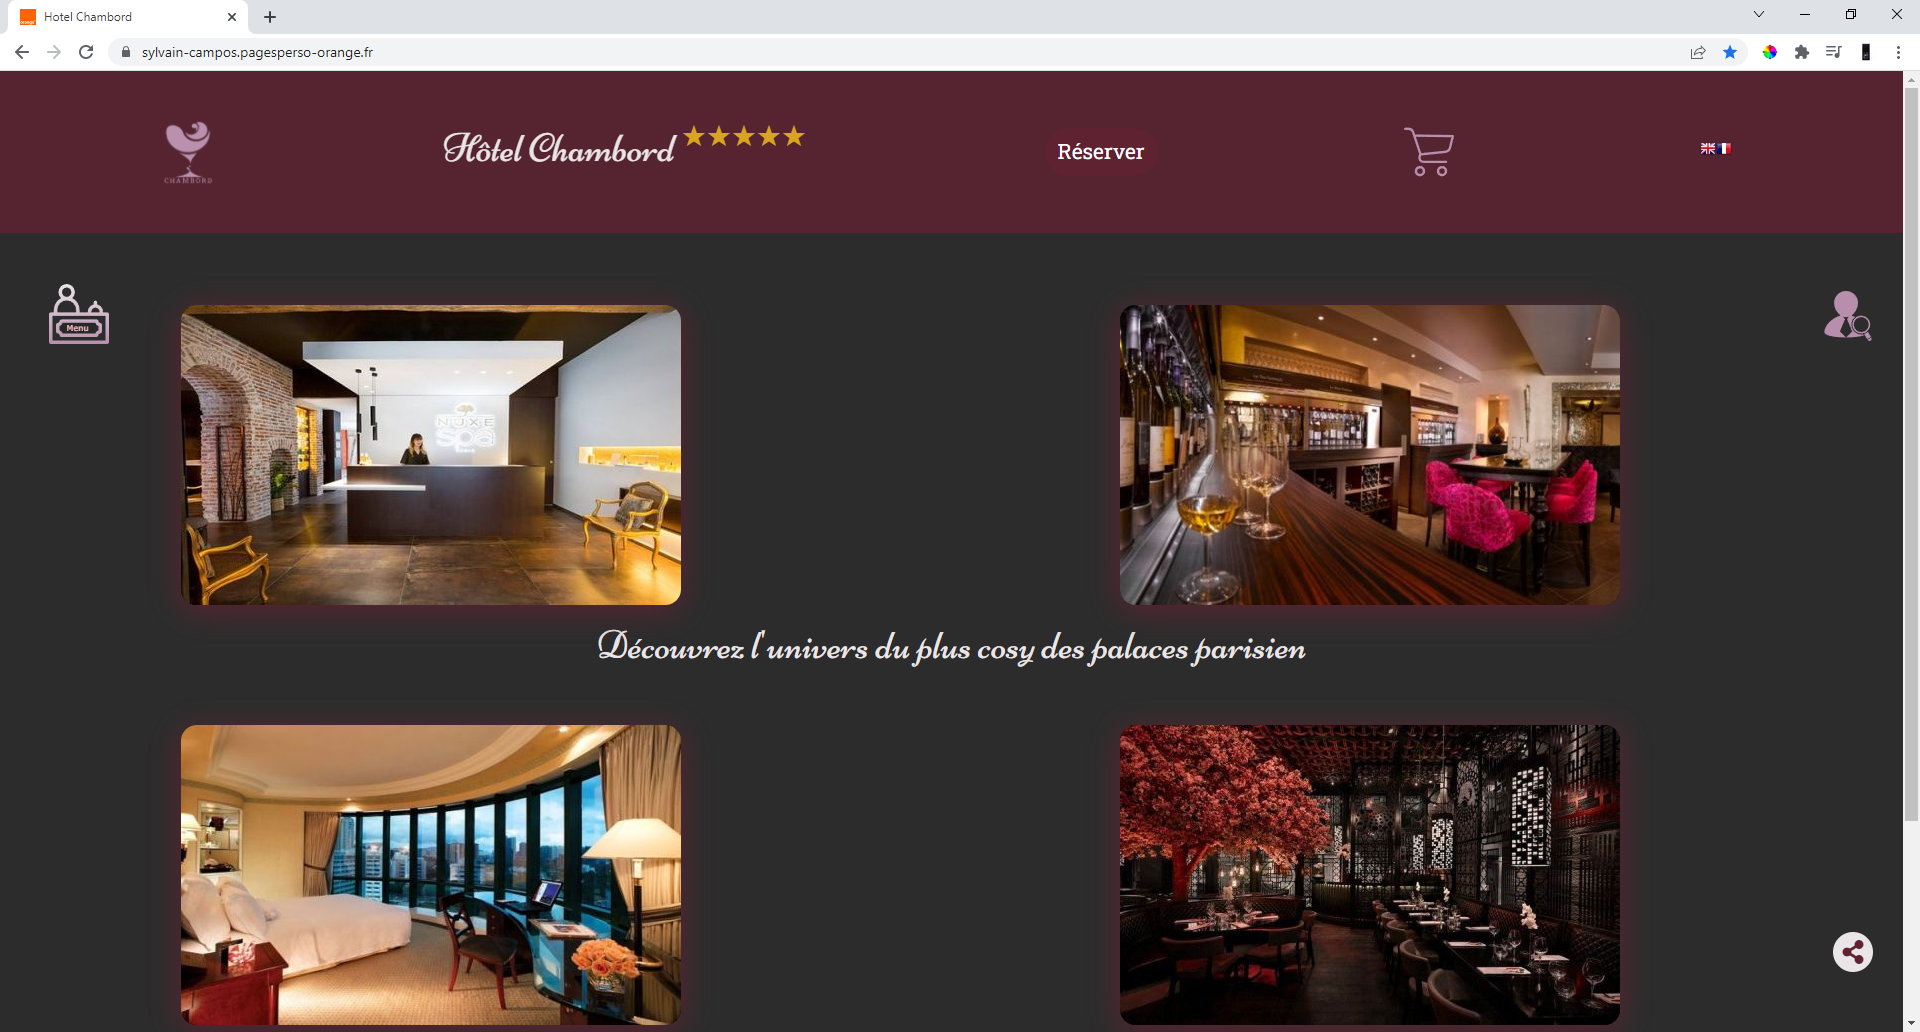 Hotel Chambord
sylvain-campos.pagesperso-orange.fr
CHAMBORD
Hôtel Chambord ★★★★★
Réserver
Menu
NUXE
spa
Découvrez l'univers du plus cosy des palaces parisien